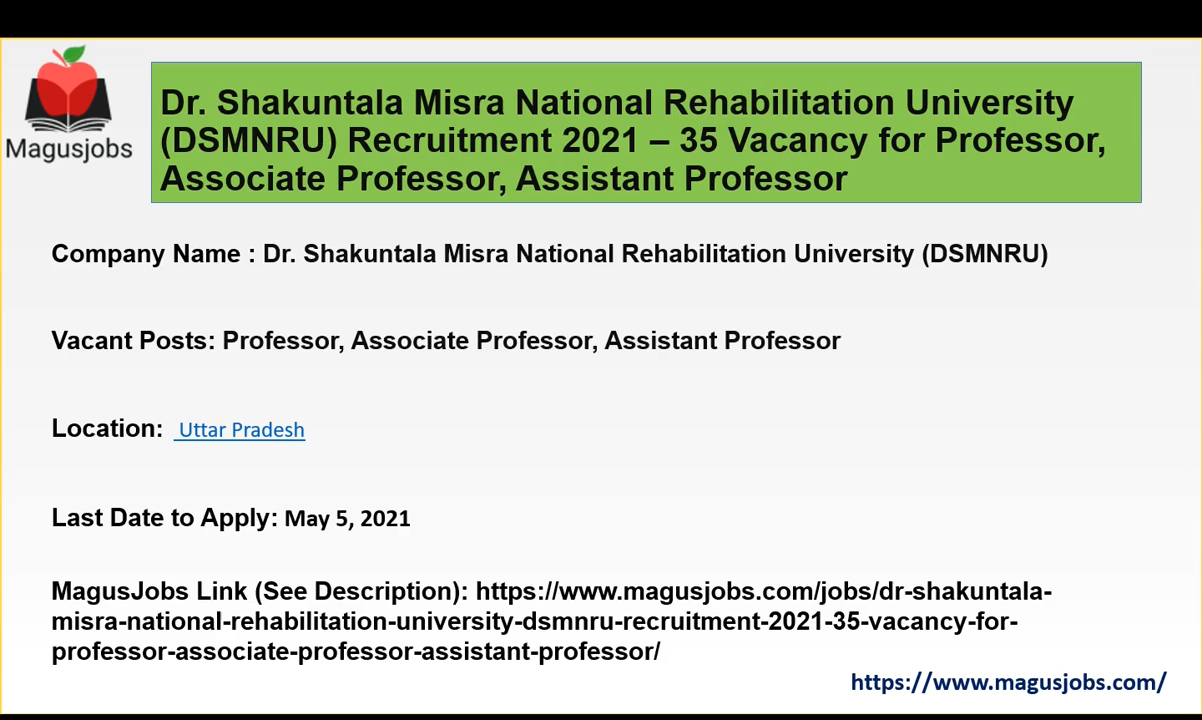 Magusjobs
Dr. Shakuntala Misra National Rehabilitation University
(DSMNRU) Recruitment 2021 – 35 Vacancy for Professor,
Associate Professor, Assistant Professor
Company Name : Dr. Shakuntala Misra National Rehabilitation University (DSMNRU)
Vacant Posts: Professor, Associate Professor, Assistant Professor
Location: Uttar Pradesh
Last Date to Apply: May 5, 2021
MagusJobs Link (See Description): https://www.magusjobs.com/jobs/dr-shakuntala-
misra-national-rehabilitation-university-dsmnru-recruitment-2021-35-vacancy-for-
professor-associate-professor-assistant-professor/
https://www.magusjobs.com/